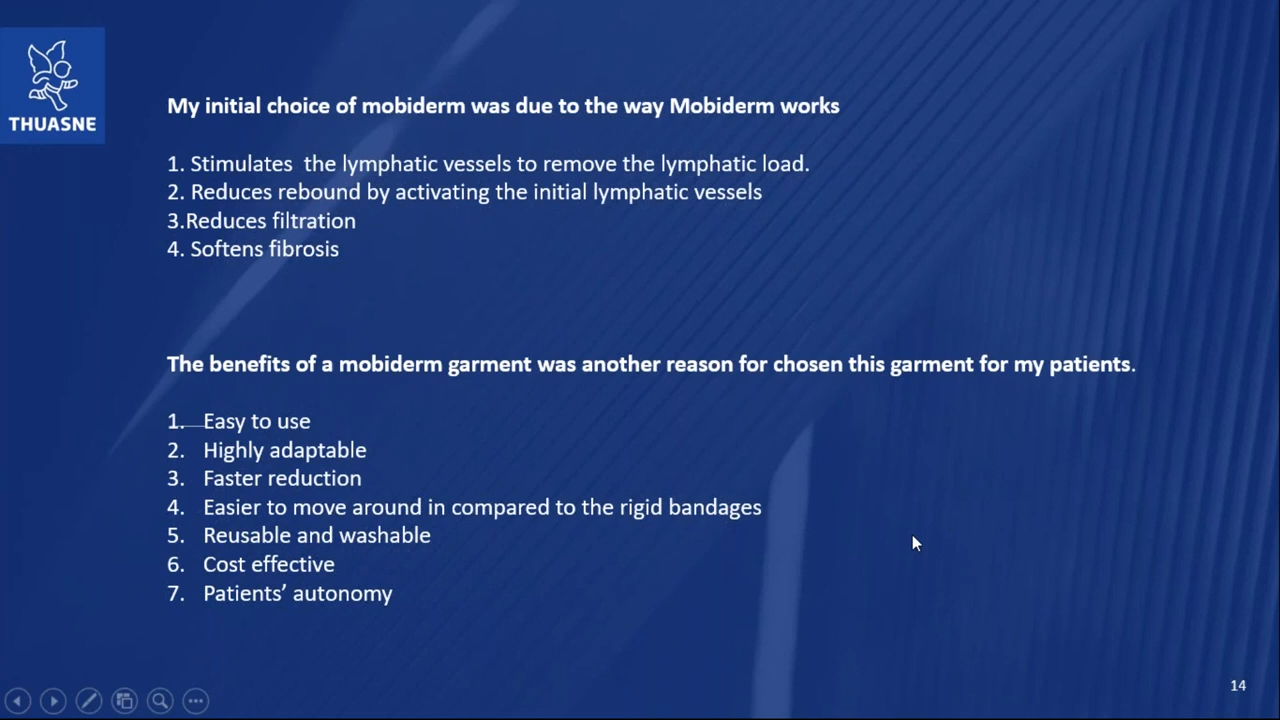 THUASNE
My initial choice of mobiderm was due to the way Mobiderm works
1. Stimulates  the lymphatic vessels to remove the lymphatic load.
2. Reduces rebound by activating the initial lymphatic vessels
3.Reduces filtration
4. Softens fibrosis
The benefits of a mobiderm garment was another reason for chosen this garment for my patients.
1. Easy to use
2. Highly adaptable
3. Faster reduction
4. Easier to move around in compared to the rigid bandages
5. Reusable and washable
6. Cost effective
7. Patients’ autonomy
14